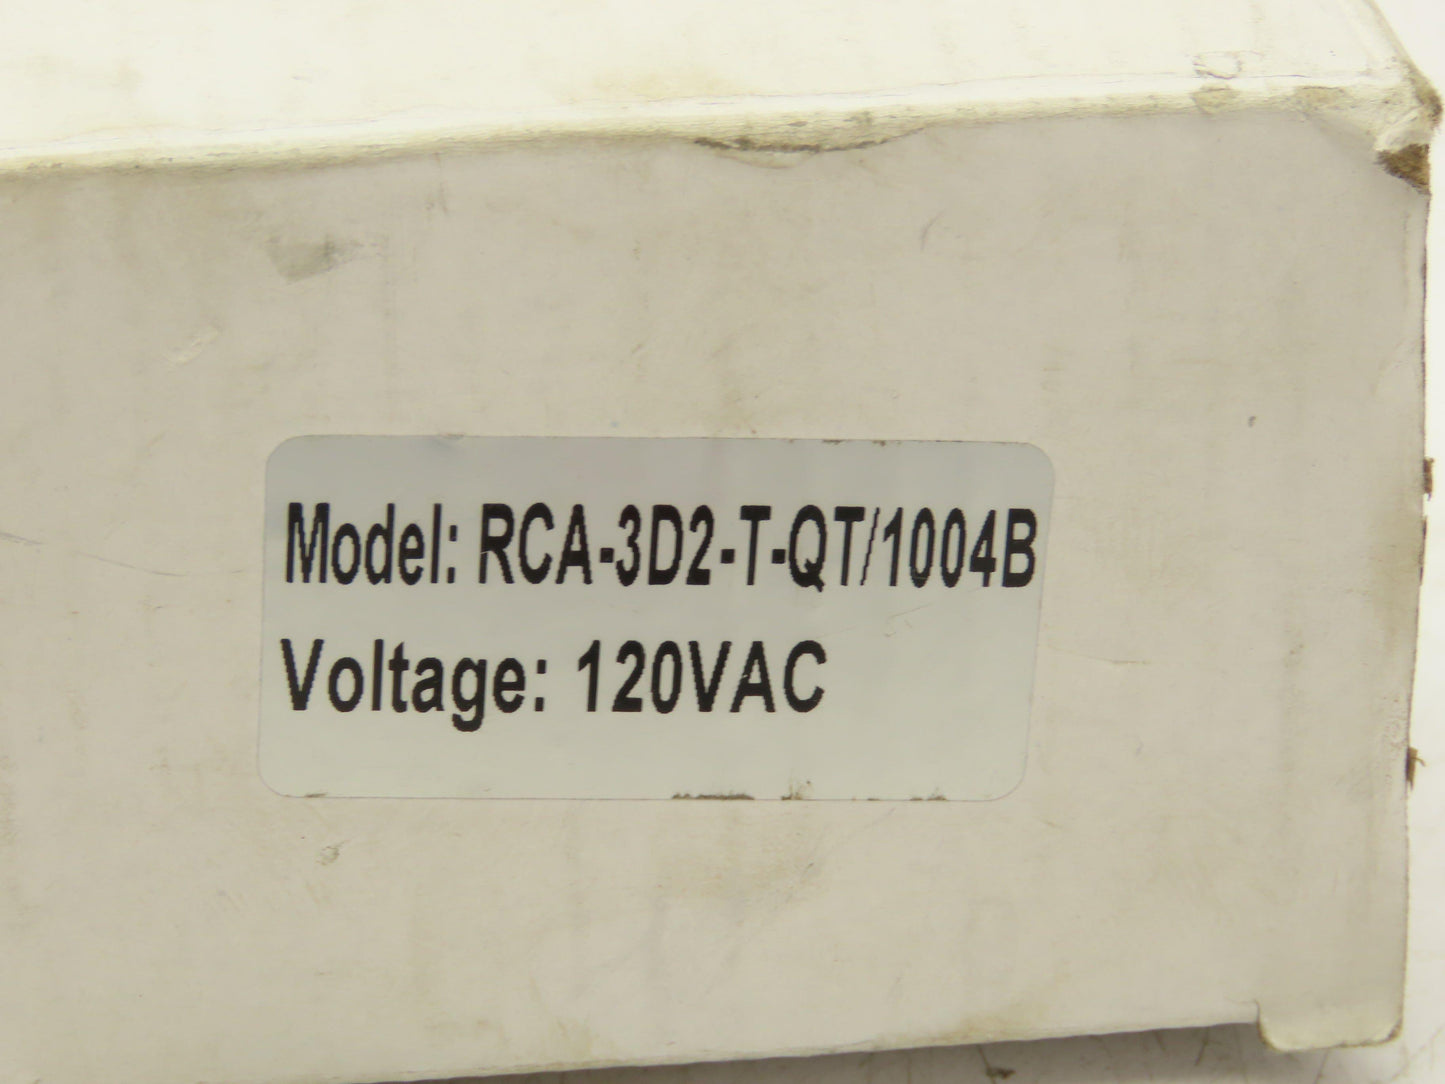 Model: RCA-3D2-T-QT/1004B
Voltage: 120VAC